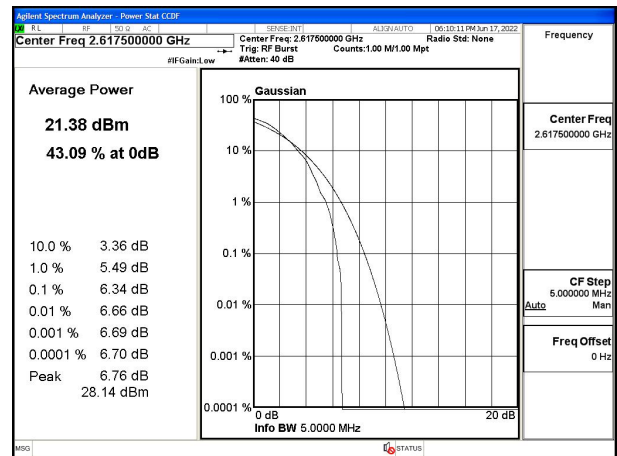 Agilent Spectrum Analyzer - Power Stat CCDF
RL RF 50 Ω AC SENSE:INT ALIGNAUTO 06:10:11 PM Jun 17, 2022
Center Freq 2.617500000 GHz
Center Freq: 2.617500000 GHz Radio Std: None
Trig: RF Burst Counts:1.00 M/1.00 Mpt
#IFGain:Low #Atten: 40 dB
Frequency
Average Power
21.38 dBm
43.09 % at 0dB
10.0 % 3.36 dB
1.0 % 5.49 dB
0.1 % 6.34 dB
0.01 % 6.66 dB
0.001 % 6.69 dB
0.0001 % 6.70 dB
Peak 6.76 dB
28.14 dBm
Gaussian
100 %
10 %
1 %
0.1 %
0.01 %
0.001 %
0.0001 %
0 dB 20 dB
Info BW 5.0000 MHz
Center Freq
2.617500000 GHz
CF Step
5.000000 MHz
Auto Man
Freq Offset
0 Hz
MSG STATUS